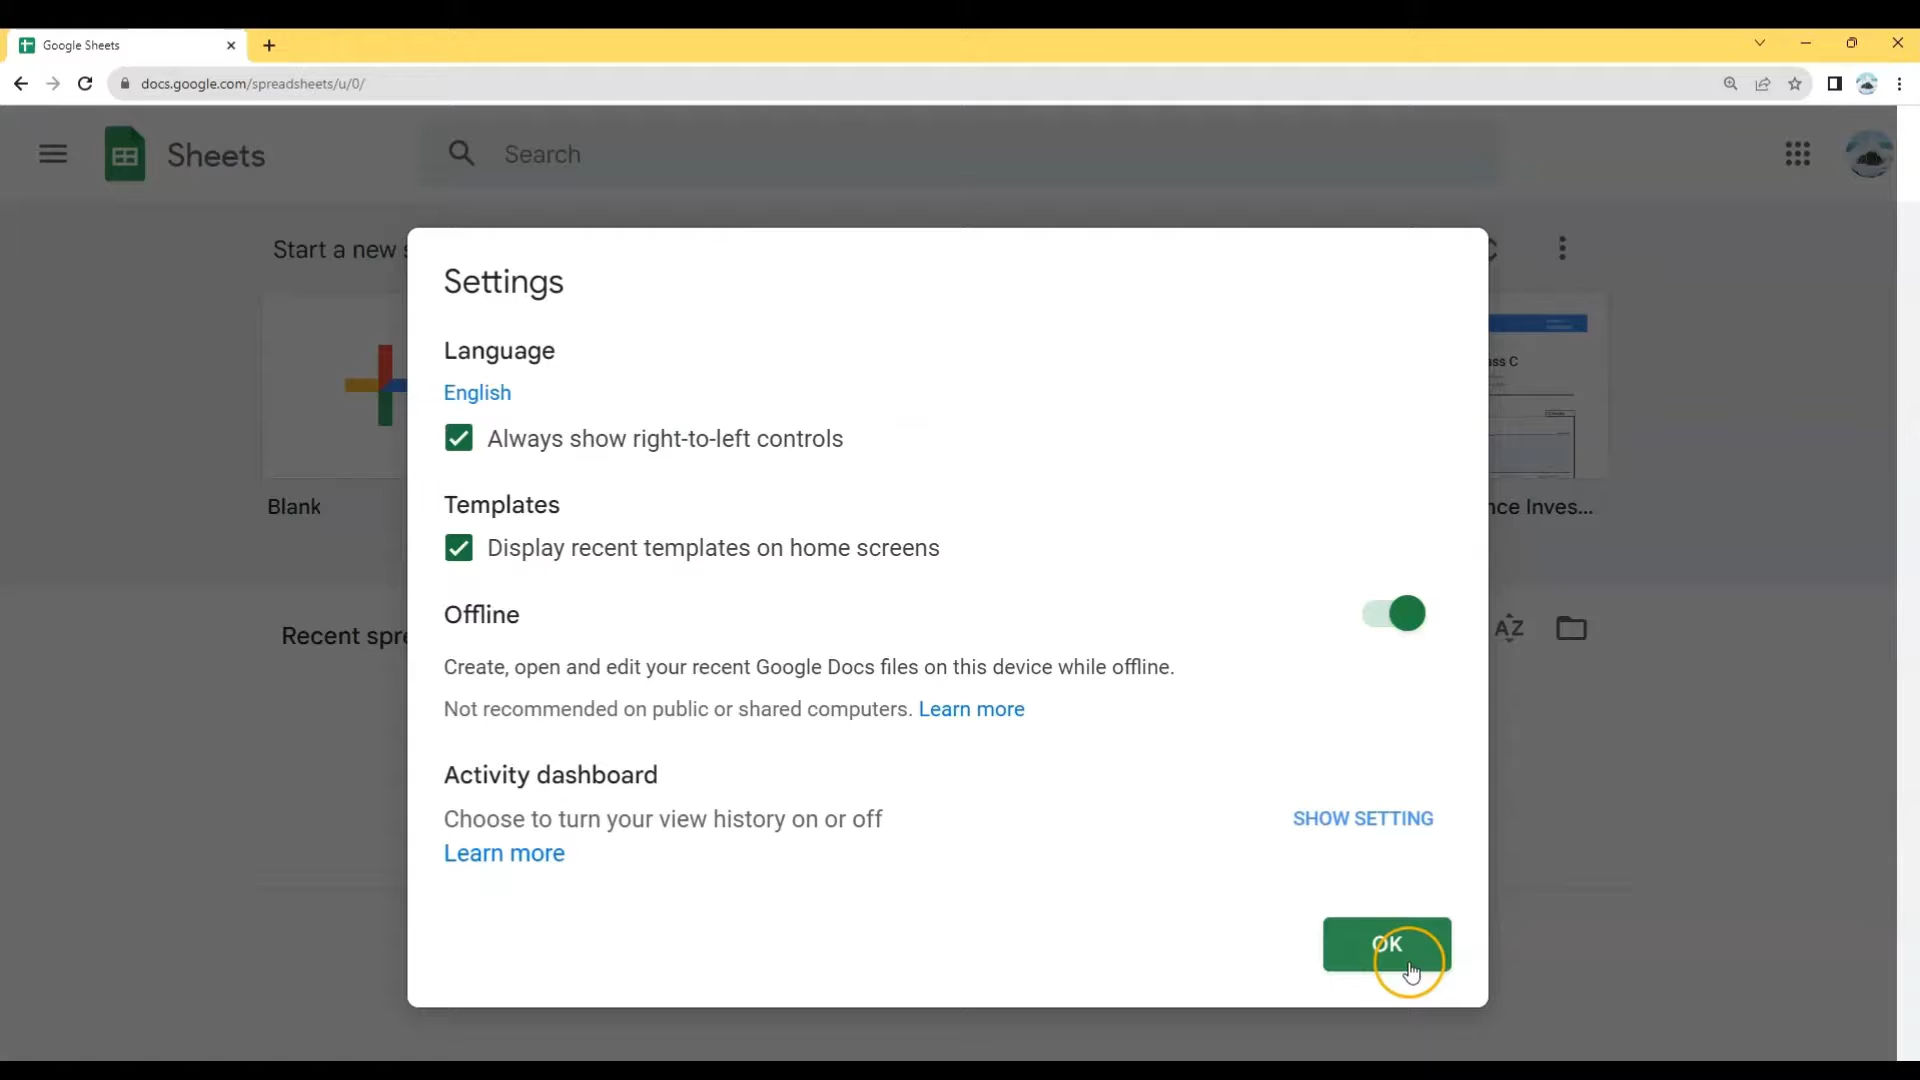 Google Sheets
docs.google.com/spreadsheets/u/0/
Sheets
Search
Start a new s
Settings
Language
English
Always show right-to-left controls
ass C
Blank
nce Inves...
Templates
Display recent templates on home screens
Offline
Recent spre
AZ
Create, open and edit your recent Google Docs files on this device while offline.
Not recommended on public or shared computers. Learn more
Activity dashboard
Choose to turn your view history on or off
SHOW SETTING
Learn more
OK